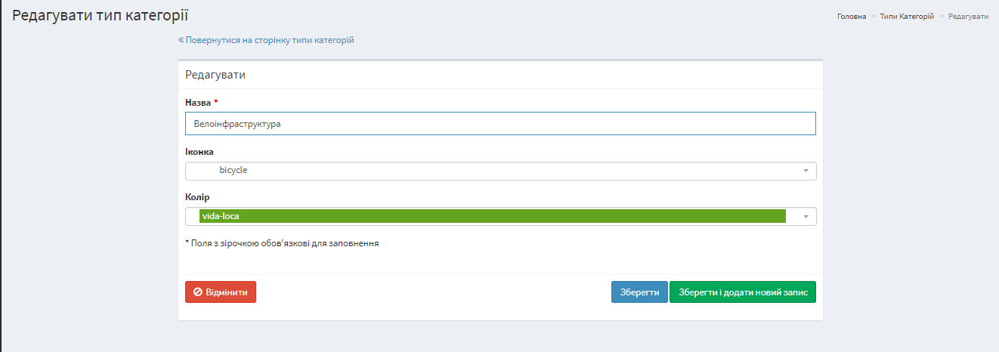 Редагувати тип категорії
Головна > Типи Категорій > Редагувати
« Повернутися на сторінку типи категорій
Редагувати
Назва *
Велоінфраструктура
Іконка
bicycle
Колір
vida-loca
* Поля з зірочкою обов'язкові для заповнення
Відмінити
Зберегти
Зберегти і додати новий запис